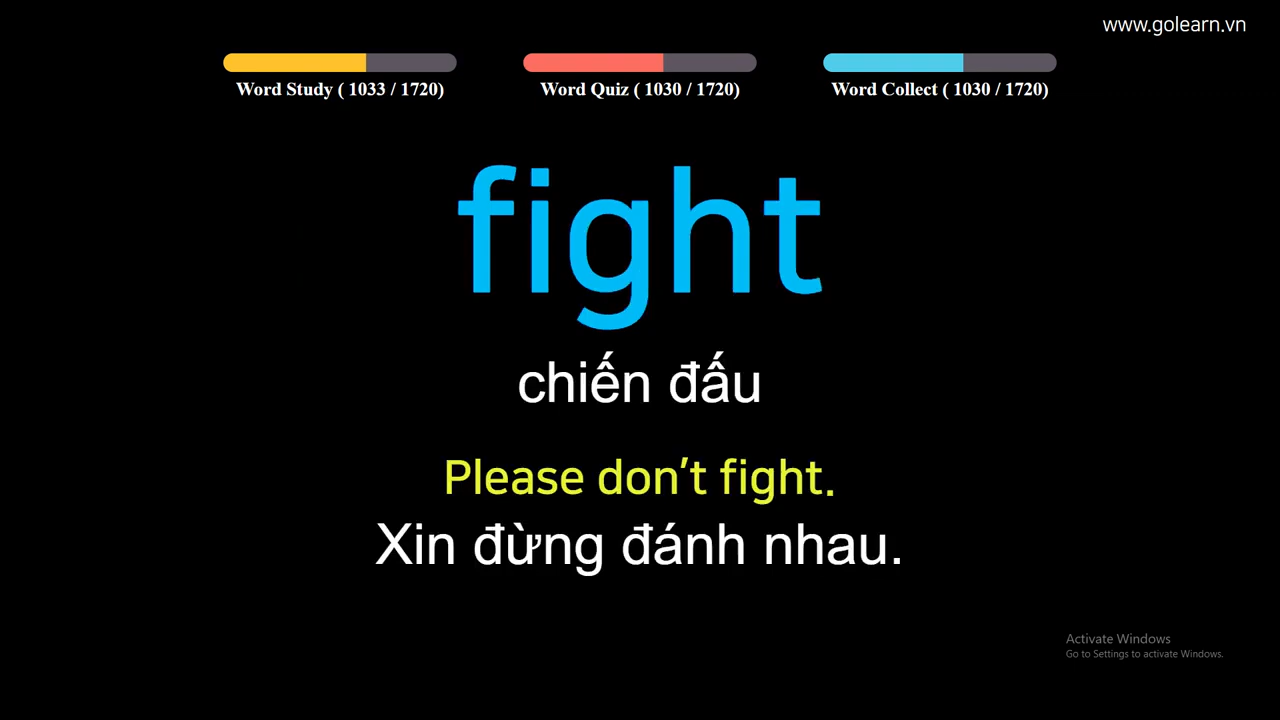 www.golearn.vn
Word Study ( 1033 / 1720)
Word Quiz ( 1030 / 1720)
Word Collect ( 1030 / 1720)
fight
chiến đấu
Please don't fight.
Xin đừng đánh nhau.
Activate Windows
Go to Settings to activate Windows.